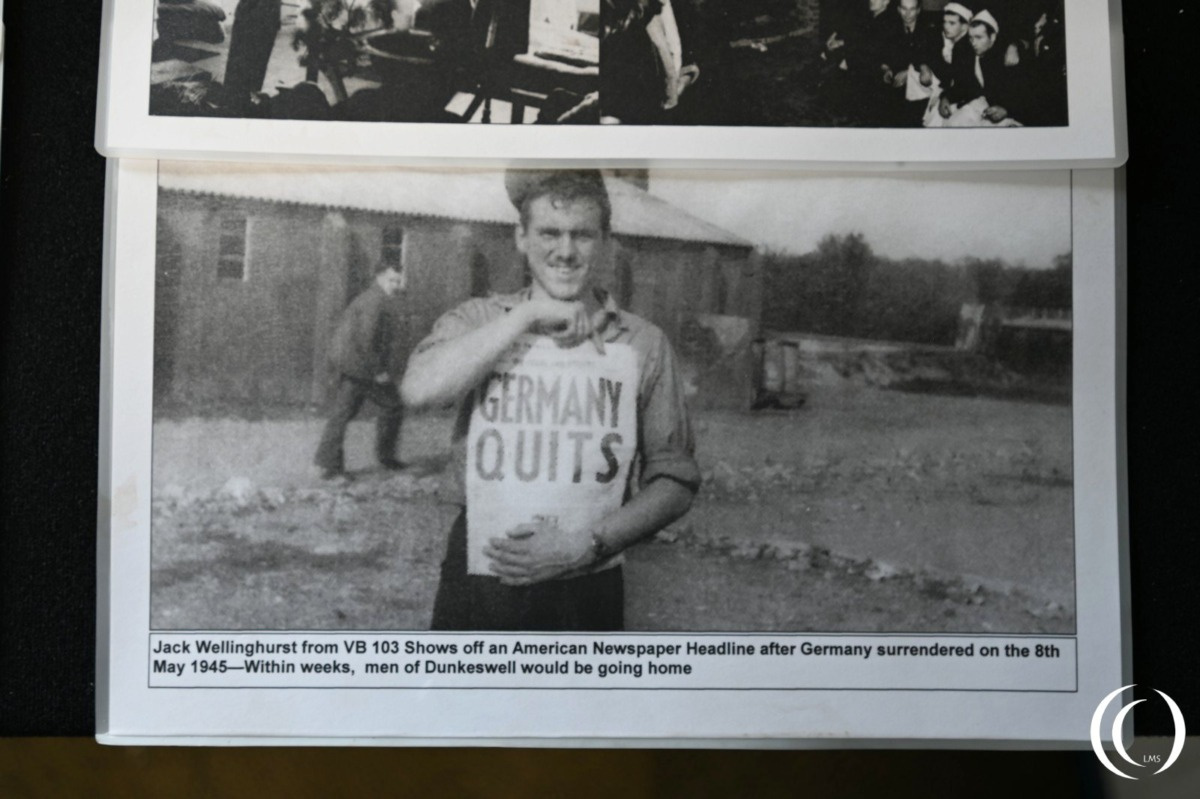 GERMANY
QUITS
Jack Wellinghurst from VB 103 Shows off an American Newspaper Headline after Germany surrendered on the 8th
May 1945—Within weeks, men of Dunkeswell would be going home
LMS